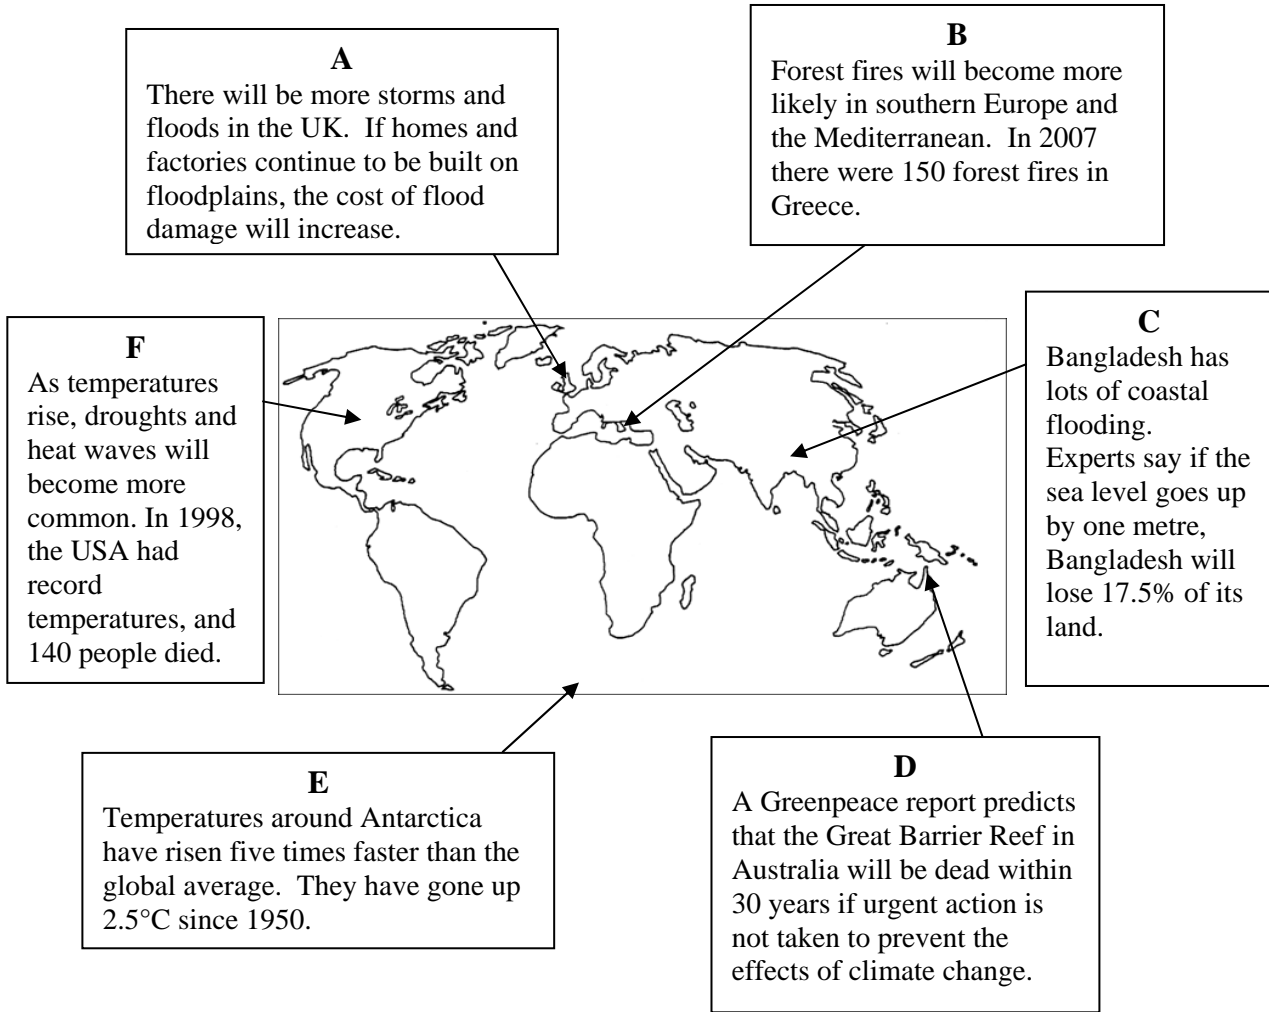 A
There will be more storms and
floods in the UK.  If homes and
factories continue to be built on
floodplains, the cost of flood
damage will increase.
B
Forest fires will become more
likely in southern Europe and
the Mediterranean.  In 2007
there were 150 forest fires in
Greece.
F
As temperatures
rise, droughts and
heat waves will
become more
common. In 1998,
the USA had
record
temperatures, and
140 people died.
C
Bangladesh has
lots of coastal
flooding.
Experts say if the
sea level goes up
by one metre,
Bangladesh will
lose 17.5% of its
land.
E
Temperatures around Antarctica
have risen five times faster than the
global average.  They have gone up
2.5°C since 1950.
D
A Greenpeace report predicts
that the Great Barrier Reef in
Australia will be dead within
30 years if urgent action is
not taken to prevent the
effects of climate change.